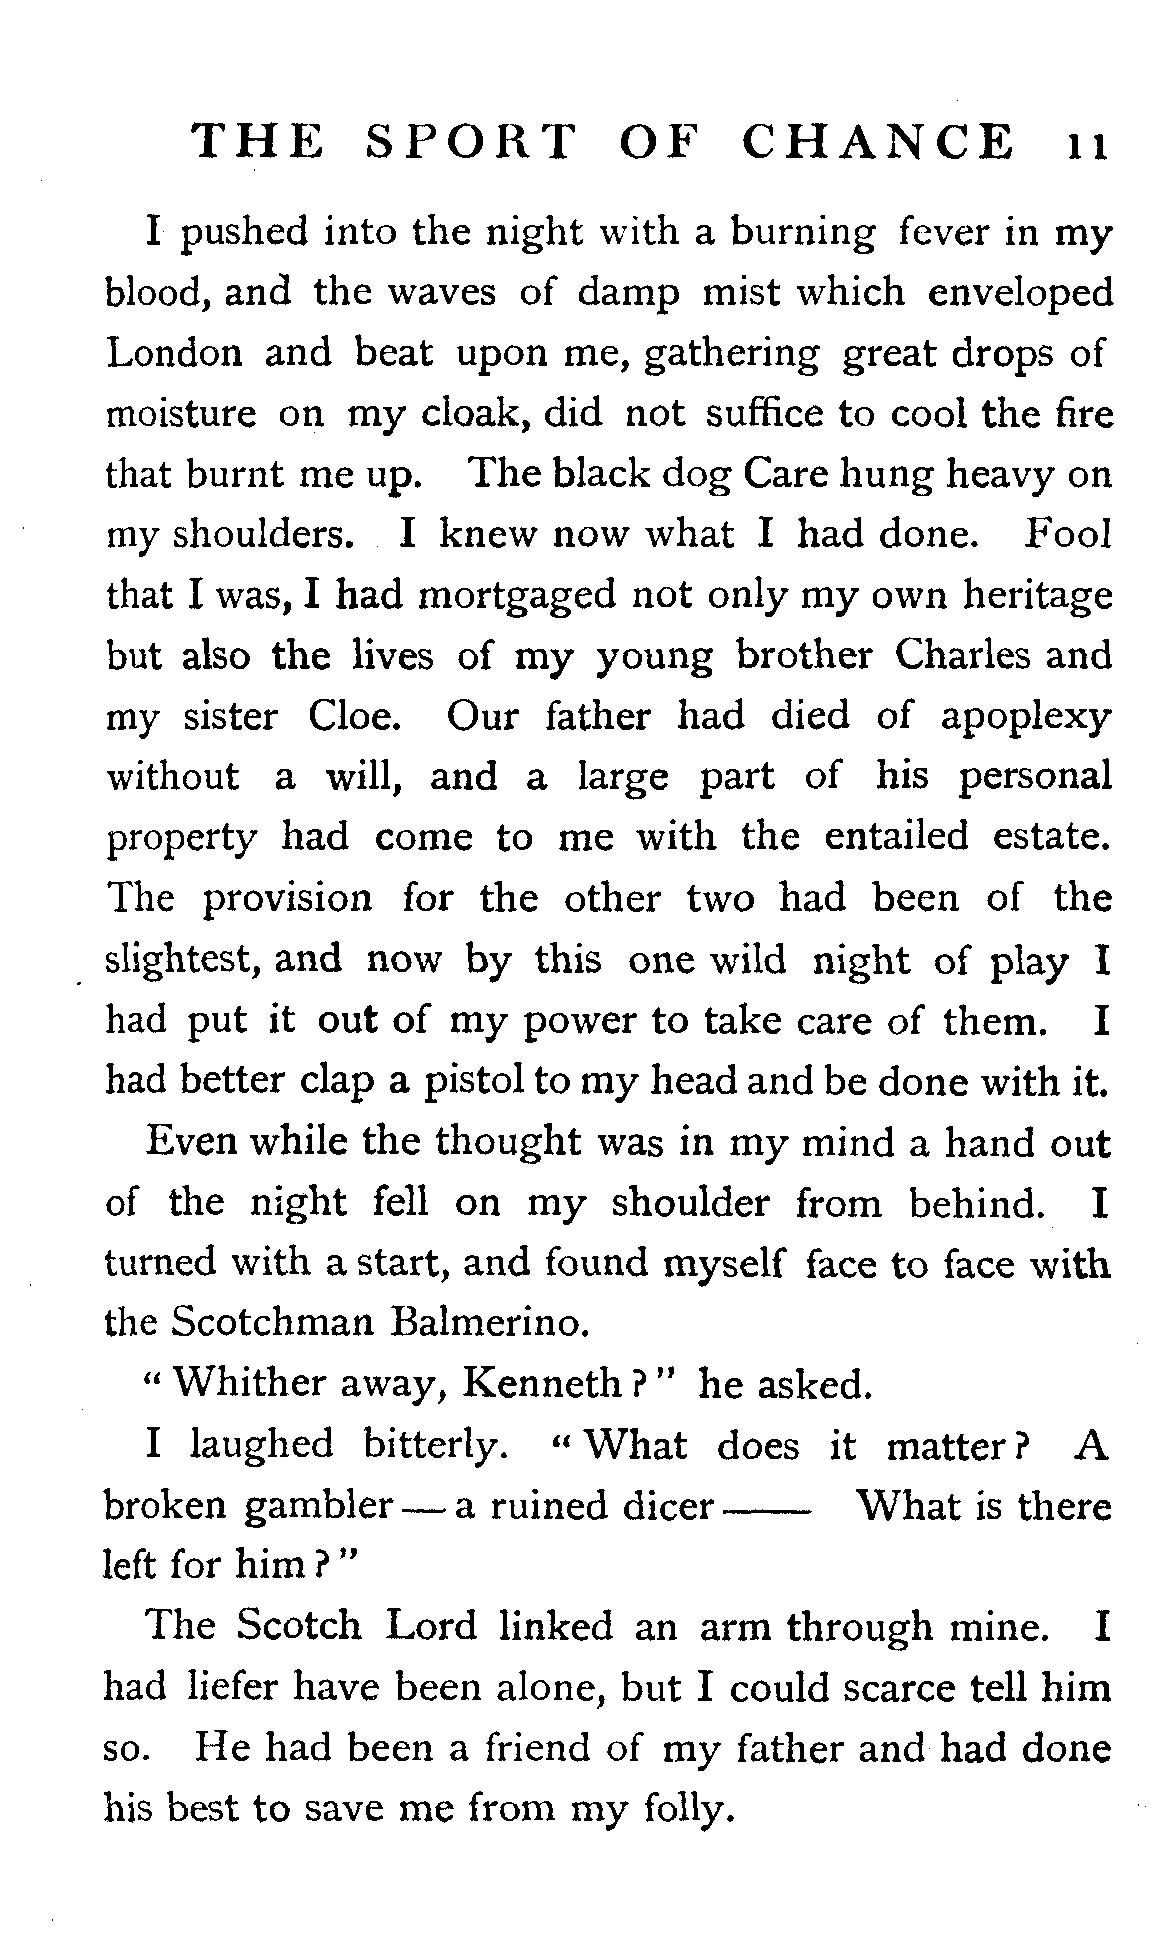 THE SPORT OF CHANCE 11
I pushed into the night with a burning fever in my
blood, and the waves of damp mist which enveloped
London and beat upon me, gathering great drops of
moisture on my cloak, did not suffice to cool the fire
that burnt me up. The black dog Care hung heavy on
my shoulders. I knew now what I had done. Fool
that I was, I had mortgaged not only my own heritage
but also the lives of my young brother Charles and
my sister Cloe. Our father had died of apoplexy
without a will, and a large part of his personal
property had come to me with the entailed estate.
The provision for the other two had been of the
slightest, and now by this one wild night of play I
had put it out of my power to take care of them. I
had better clap a pistol to my head and be done with it.
Even while the thought was in my mind a hand out
of the night fell on my shoulder from behind. I
turned with a start, and found myself face to face with
the Scotchman Balmerino.
“ Whither away, Kenneth ? ” he asked.
I laughed bitterly. “ What does it matter ? A
broken gambler — a ruined dicer —— What is there
left for him ? ”
The Scotch Lord linked an arm through mine. I
had liefer have been alone, but I could scarce tell him
so. He had been a friend of my father and had done
his best to save me from my folly.